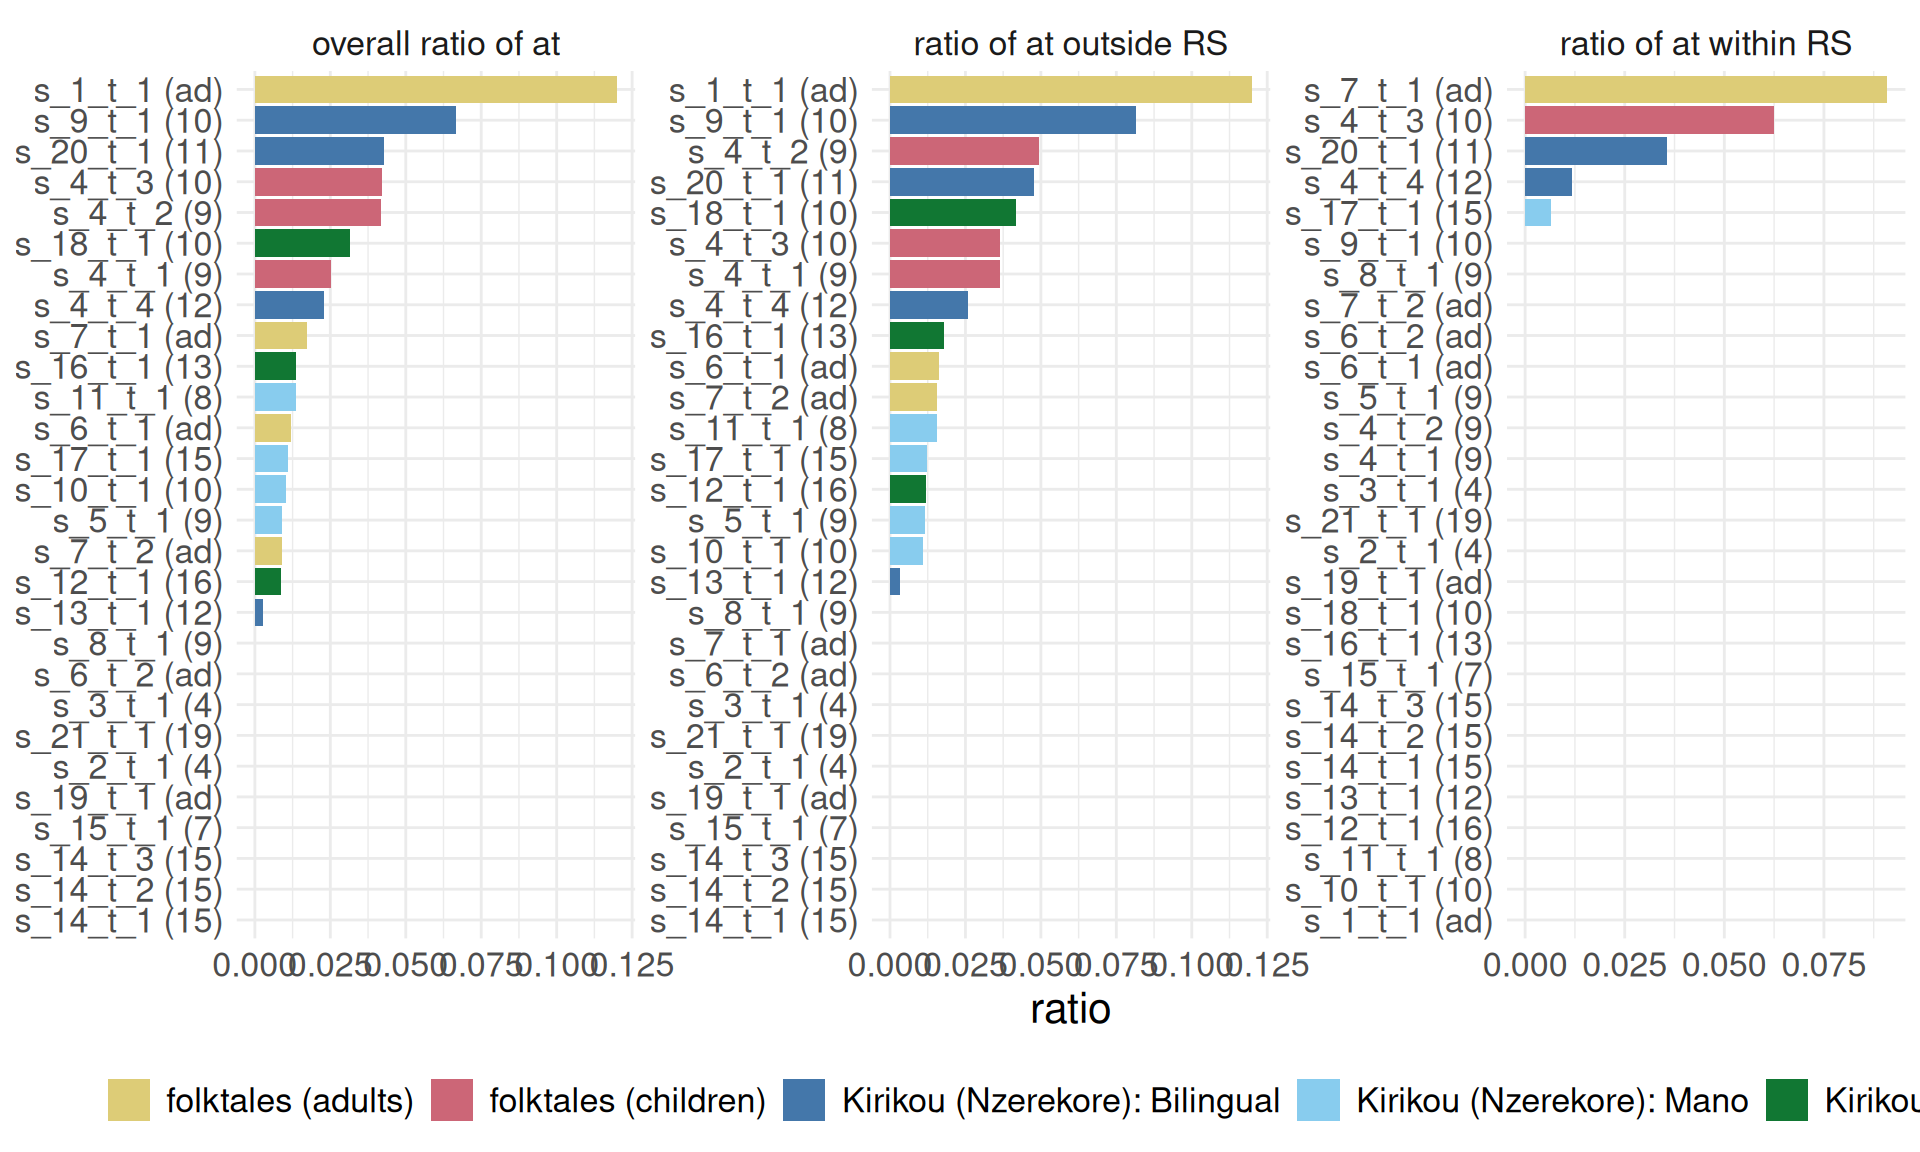 overall ratio of at
s_1_t_1 (ad)
s_9_t_1 (10)
s_20_t_1 (11)
s_4_t_3 (10)
s_4_t_2 (9)
s_18_t_1 (10)
s_4_t_1 (9)
s_4_t_4 (12)
s_7_t_1 (ad)
s_16_t_1 (13)
s_11_t_1 (8)
s_6_t_1 (ad)
s_17_t_1 (15)
s_10_t_1 (10)
s_5_t_1 (9)
s_7_t_2 (ad)
s_12_t_1 (16)
s_13_t_1 (12)
s_8_t_1 (9)
s_6_t_2 (ad)
s_3_t_1 (4)
s_21_t_1 (19)
s_2_t_1 (4)
s_19_t_1 (ad)
s_15_t_1 (7)
s_14_t_3 (15)
s_14_t_2 (15)
s_14_t_1 (15)
0.000 0.025 0.050 0.075 0.100 0.125
ratio of at outside RS
s_1_t_1 (ad)
s_9_t_1 (10)
s_4_t_2 (9)
s_20_t_1 (11)
s_18_t_1 (10)
s_4_t_3 (10)
s_4_t_1 (9)
s_4_t_4 (12)
s_16_t_1 (13)
s_6_t_1 (ad)
s_7_t_2 (ad)
s_11_t_1 (8)
s_17_t_1 (15)
s_12_t_1 (16)
s_5_t_1 (9)
s_10_t_1 (10)
s_13_t_1 (12)
s_8_t_1 (9)
s_7_t_1 (ad)
s_6_t_2 (ad)
s_3_t_1 (4)
s_21_t_1 (19)
s_2_t_1 (4)
s_19_t_1 (ad)
s_15_t_1 (7)
s_14_t_3 (15)
s_14_t_2 (15)
s_14_t_1 (15)
0.000 0.025 0.050 0.075 0.100 0.125
ratio of at within RS
s_7_t_1 (ad)
s_4_t_3 (10)
s_20_t_1 (11)
s_4_t_4 (12)
s_17_t_1 (15)
s_9_t_1 (10)
s_8_t_1 (9)
s_7_t_2 (ad)
s_6_t_2 (ad)
s_6_t_1 (ad)
s_5_t_1 (9)
s_4_t_2 (9)
s_4_t_1 (9)
s_3_t_1 (4)
s_21_t_1 (19)
s_2_t_1 (4)
s_19_t_1 (ad)
s_18_t_1 (10)
s_16_t_1 (13)
s_15_t_1 (7)
s_14_t_3 (15)
s_14_t_2 (15)
s_14_t_1 (15)
s_13_t_1 (12)
s_12_t_1 (16)
s_11_t_1 (8)
s_10_t_1 (10)
s_1_t_1 (ad)
0.000 0.025 0.050 0.075
ratio
folktales (adults) folktales (children) Kirikou (Nzerekore): Bilingual Kirikou (Nzerekore): Mano